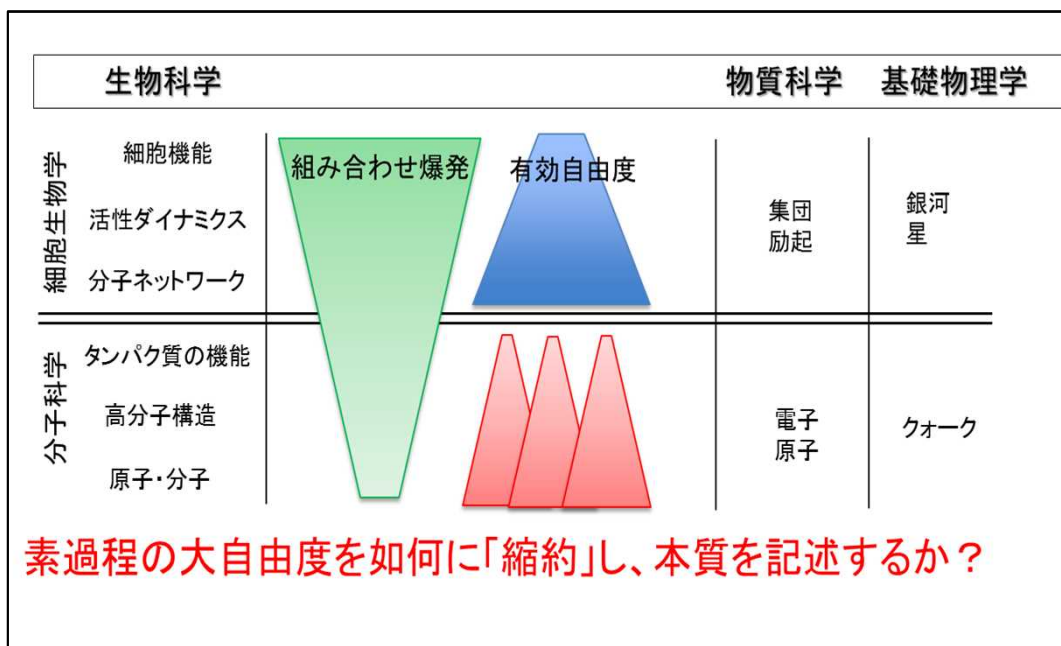 生物科学
物質科学
基礎物理学
細胞生物学
細胞機能
活性ダイナミクス
分子ネットワーク
組み合わせ爆発
有効自由度
集団
励起
銀河
星
分子科学
タンパク質の機能
高分子構造
原子・分子
電子
原子
クォーク
素過程の大自由度を如何に「縮約」し、本質を記述するか？